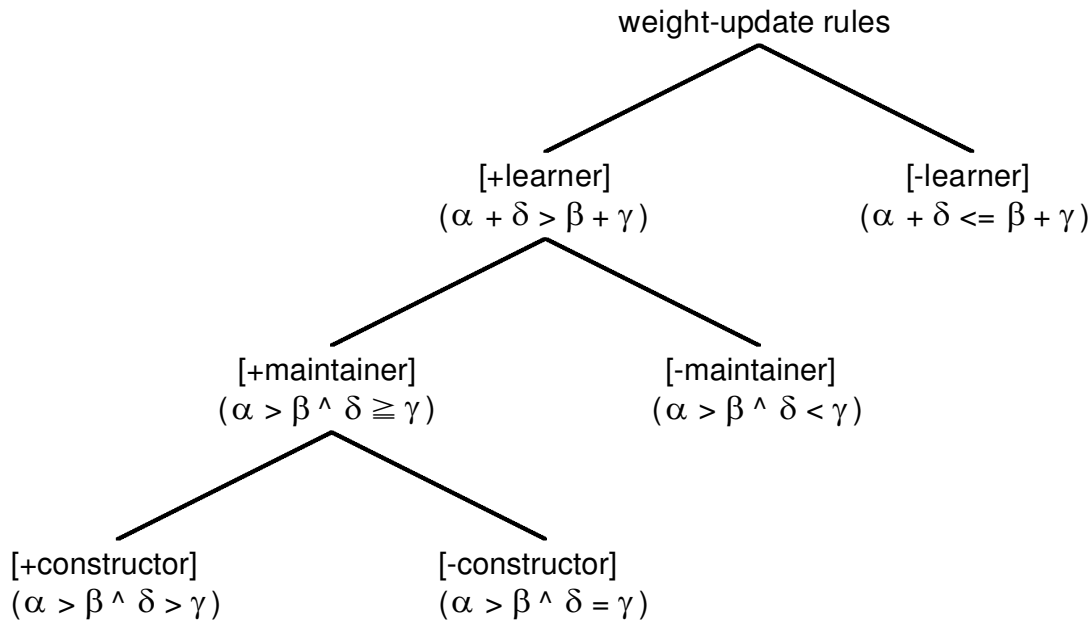 weight-update rules
[+learner]
(α + δ > β + γ)
[-learner]
(α + δ <= β + γ)
[+maintainer]
(α > β ^ δ ≧ γ)
[-maintainer]
(α > β ^ δ < γ)
[+constructor]
(α > β ^ δ > γ)
[-constructor]
(α > β ^ δ = γ)